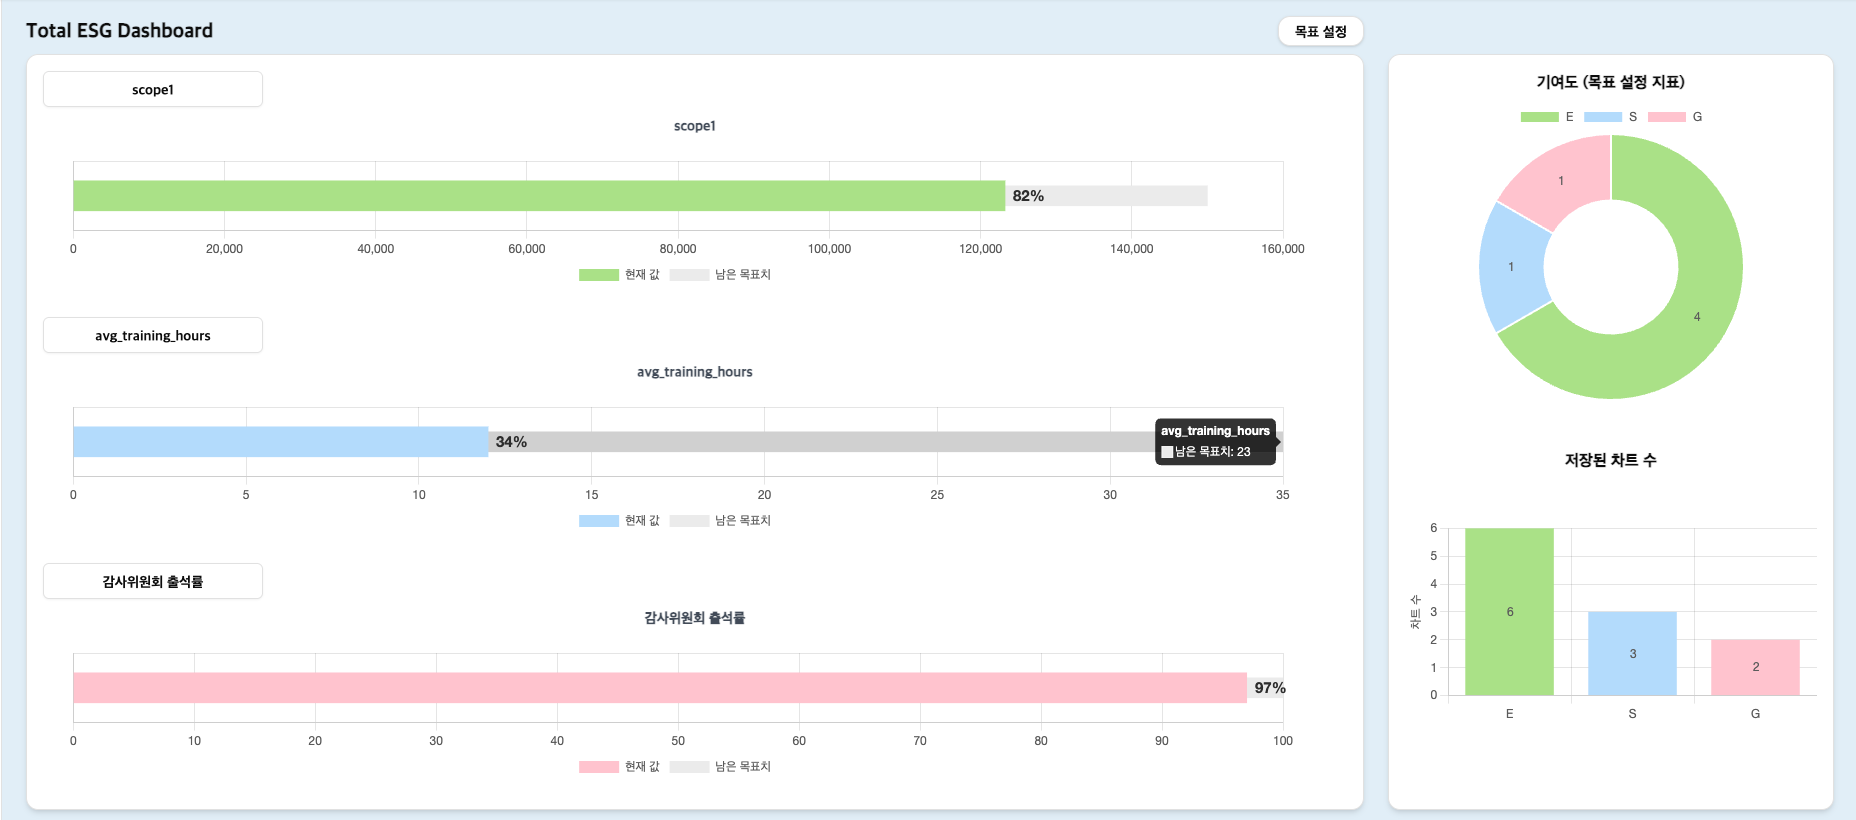 Total ESG Dashboard
목표 설정
scope1
scope1
82%
0 20,000 40,000 60,000 80,000 100,000 120,000 140,000 160,000
현재 값 남은 목표치
avg_training_hours
avg_training_hours
34%
avg_training_hours
남은 목표치: 23
0 5 10 15 20 25 30 35
현재 값 남은 목표치
감사위원회 출석률
감사위원회 출석률
97%
0 10 20 30 40 50 60 70 80 90 100
현재 값 남은 목표치
기여도 (목표 설정 지표)
E S G
1
1
4
저장된 차트 수
차트 수
6
5
4
3
2
1
0
6
3
2
E S G